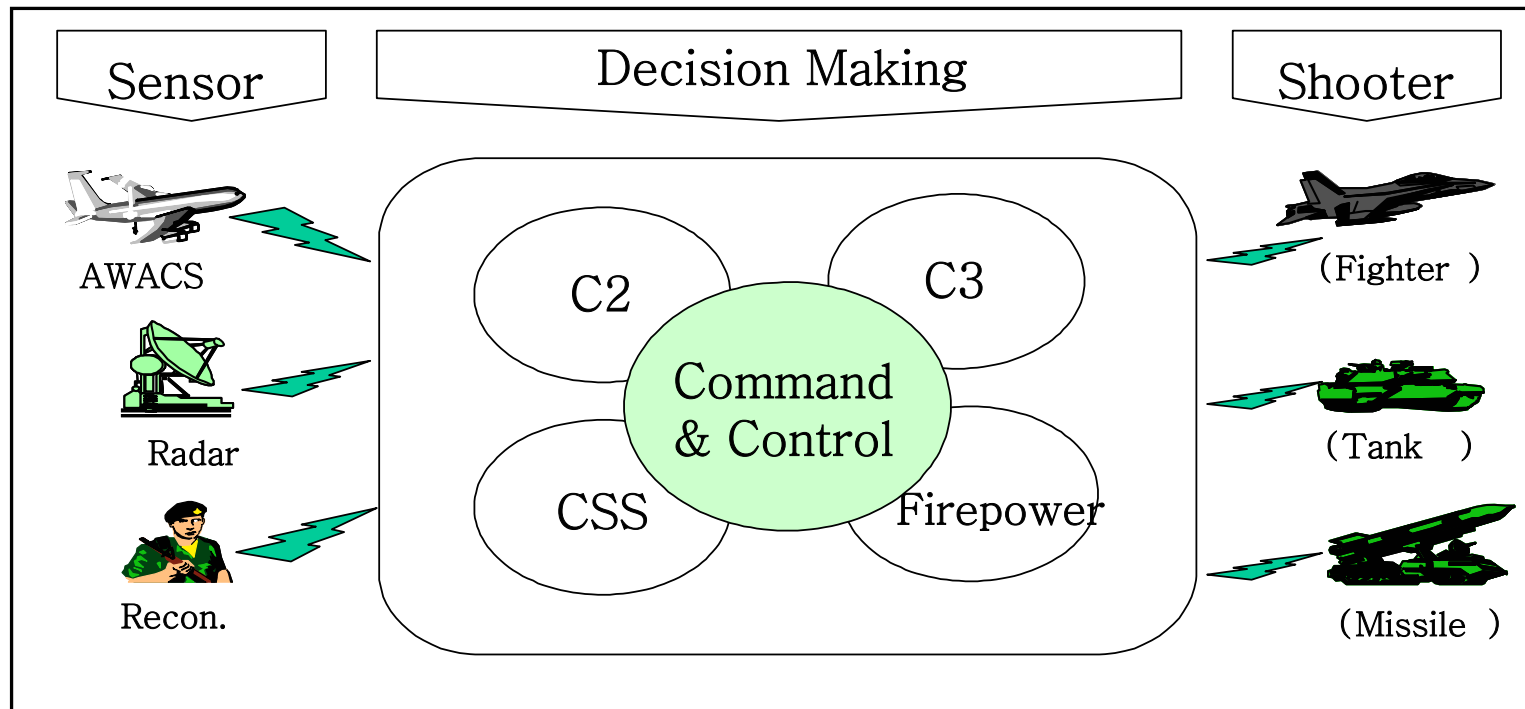 Sensor
Decision Making
Shooter
AWACS
Radar
Recon.
C2
C3
Command
& Control
CSS
Firepower
(Fighter )
(Tank )
(Missile )